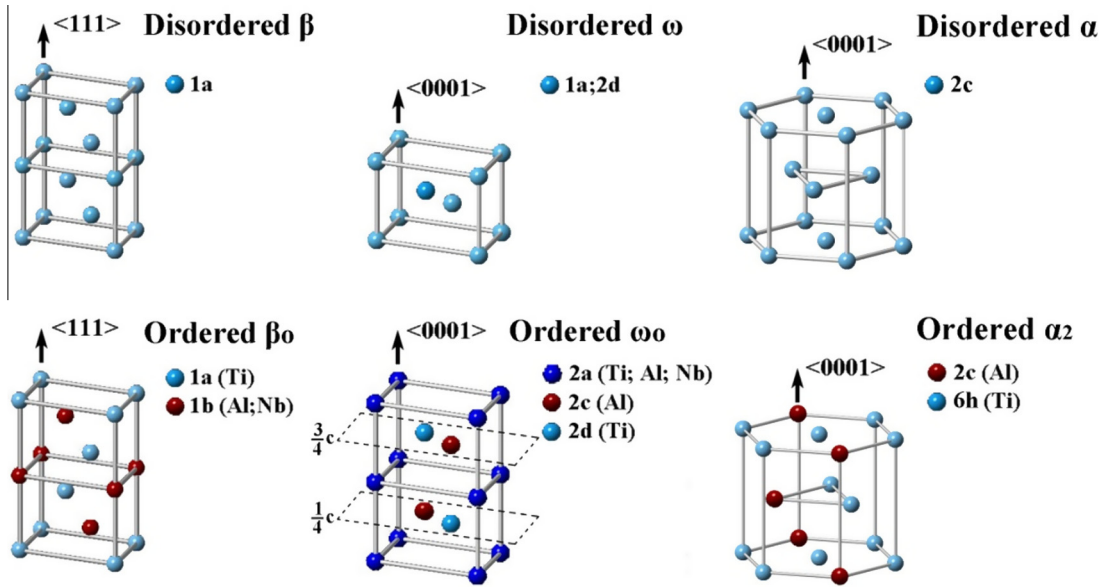 <111> Disordered β
1a
Disordered ω
<0001>
1a;2d
Disordered α
<0001>
2c
<111>
Ordered βo
1a (Ti)
1b (Al;Nb)
<0001>
Ordered ωo
2a (Ti; Al; Nb)
2c (Al)
2d (Ti)
3/4 c
1/4 c
Ordered α2
<0001>
2c (Al)
6h (Ti)